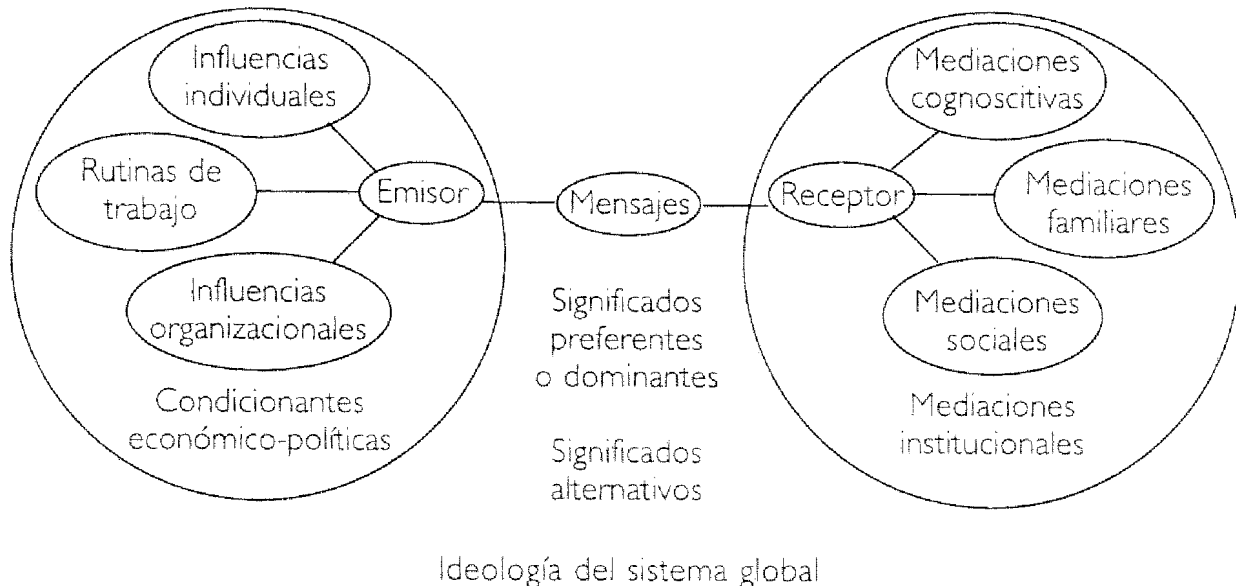 Influencias
individuales
Rutinas de
trabajo
Emisor
Influencias
organizacionales
Condicionantes
económico-políticas
Mensajes
Significados
preferentes
o dominantes
Significados
alternativos
Receptor
Mediaciones
cognoscitivas
Mediaciones
familiares
Mediaciones
sociales
Mediaciones
institucionales
Ideología del sistema global